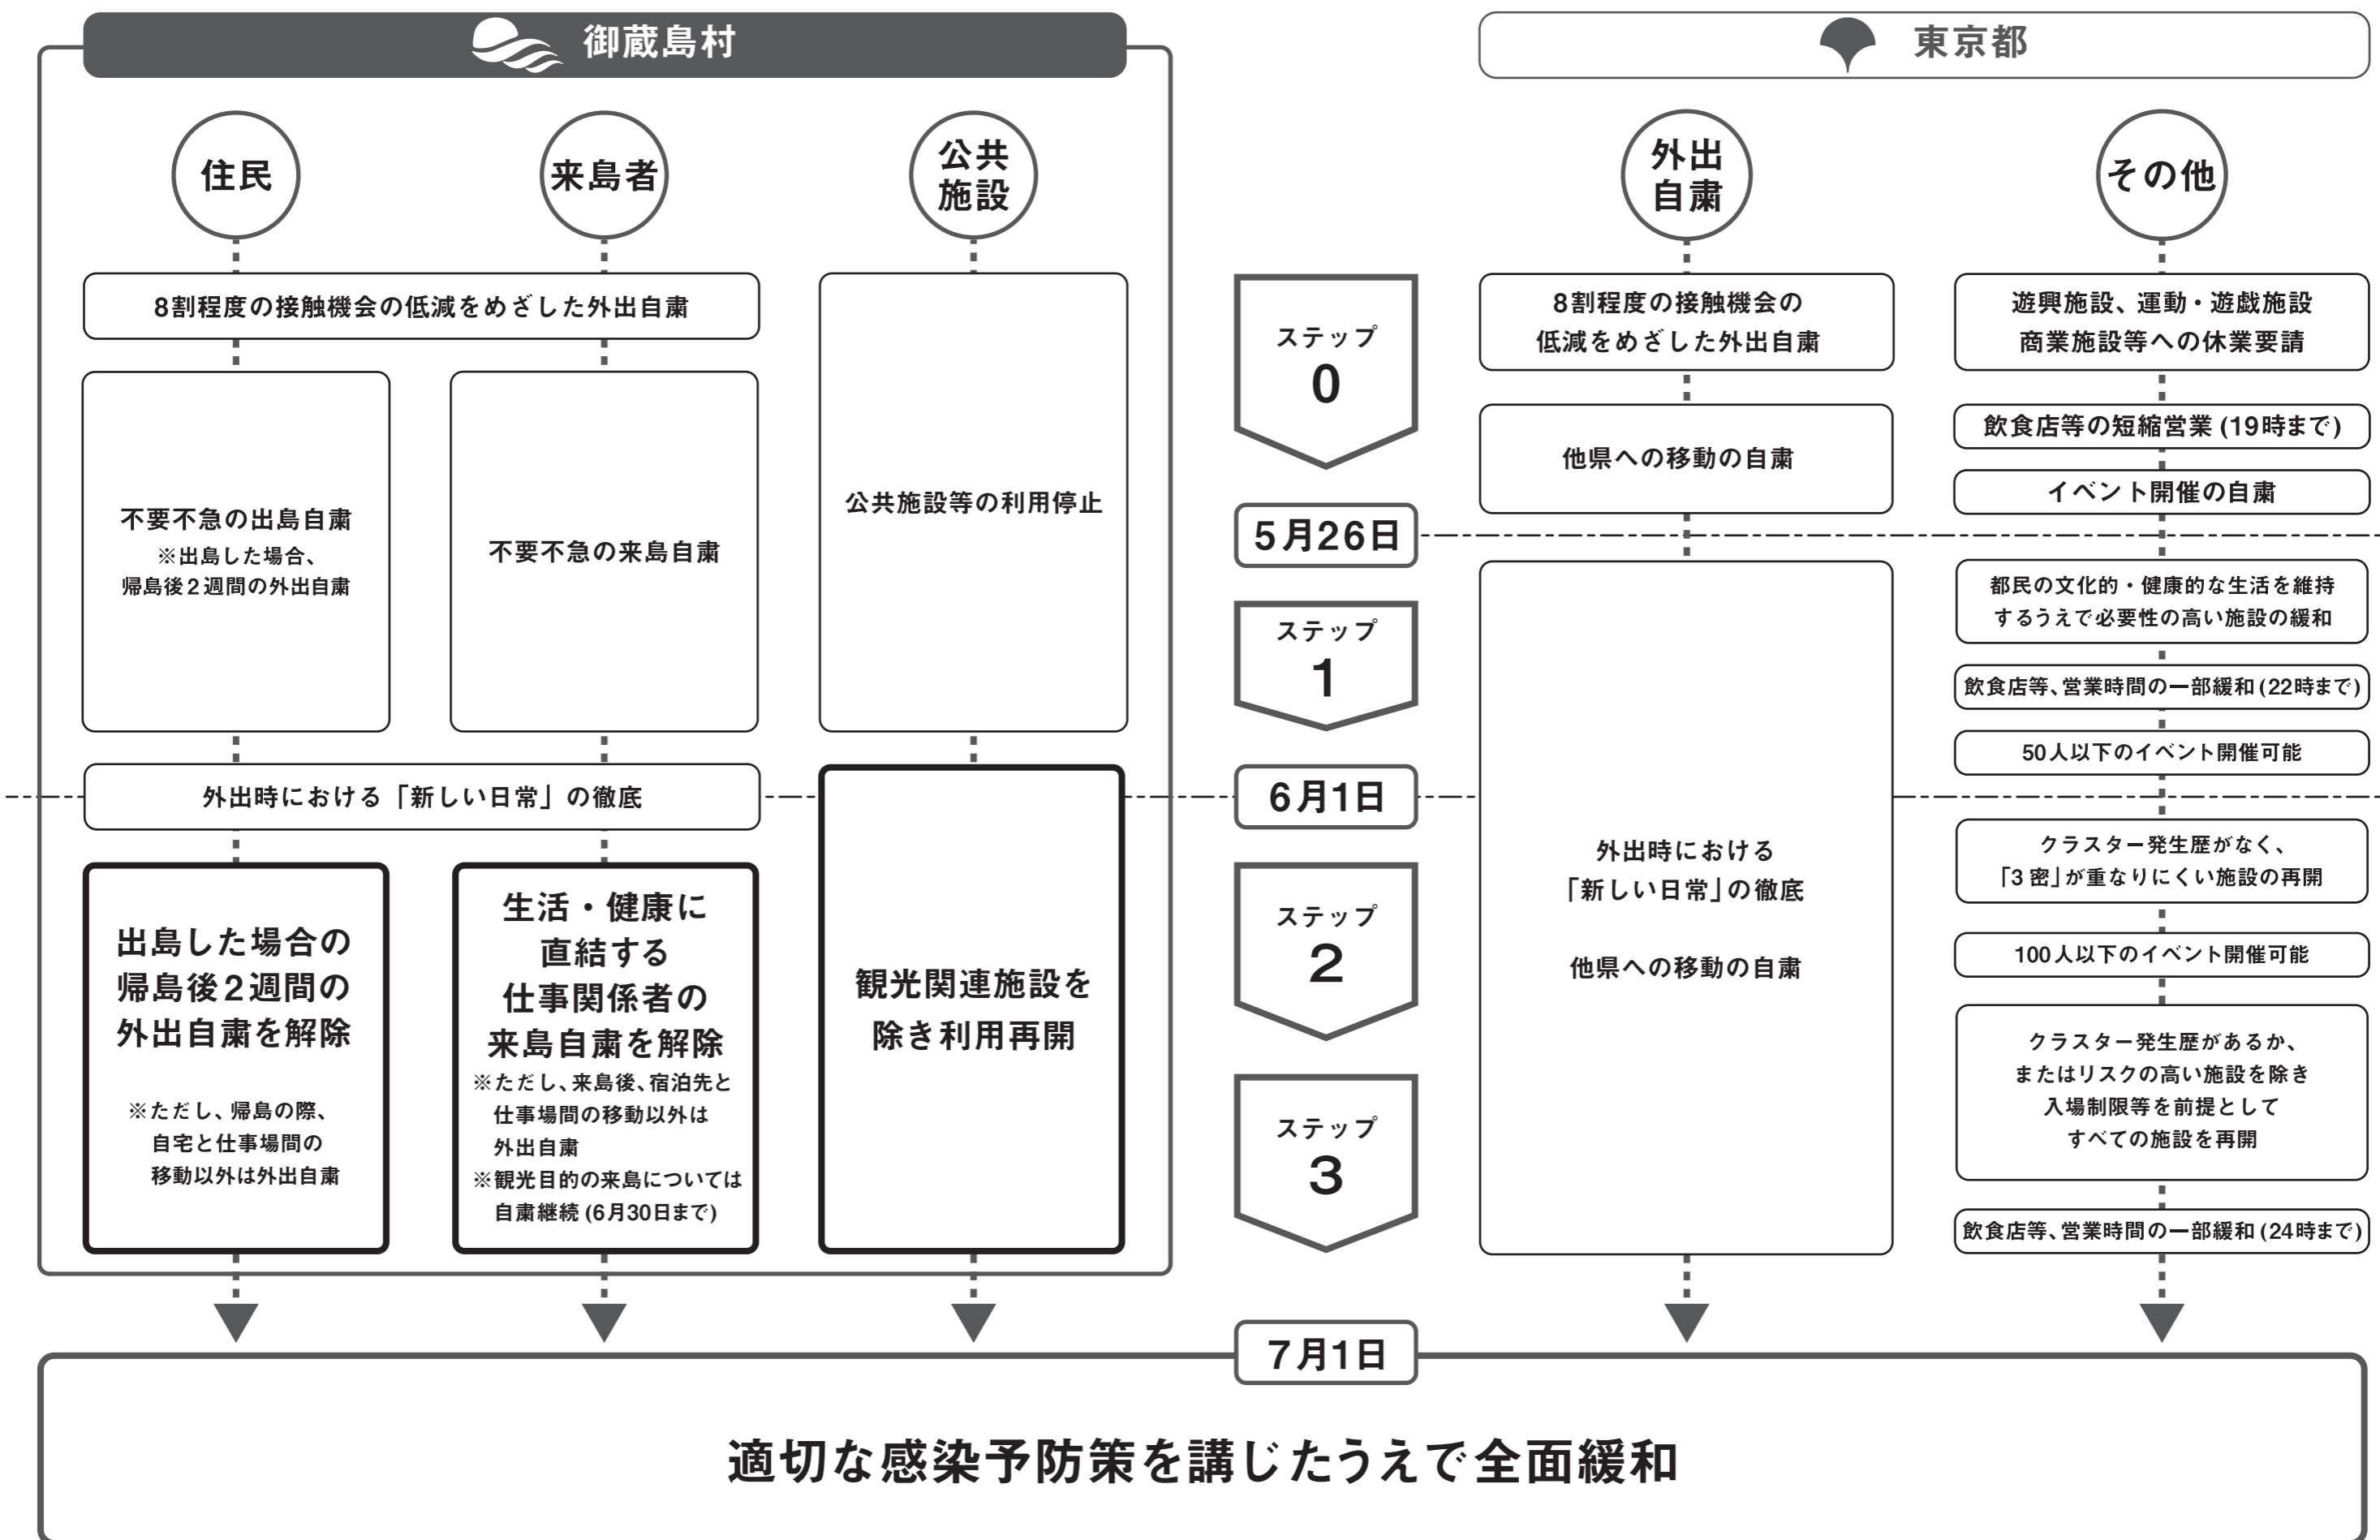 御蔵島村
住民
来島者
公共
施設
8割程度の接触機会の低減をめざした外出自粛
不要不急の出島自粛
※出島した場合、
帰島後2週間の外出自粛
不要不急の来島自粛
公共施設等の利用停止
外出時における「新しい日常」の徹底
出島した場合の
帰島後2週間の
外出自粛を解除
※ただし、帰島の際、
自宅と仕事場間の
移動以外は外出自粛
生活・健康に
直結する
仕事関係者の
来島自粛を解除
※ただし、来島後、宿泊先と
仕事場間の移動以外は
外出自粛
※観光目的の来島については
自粛継続(6月30日まで)
観光関連施設を
除き利用再開
ステップ
0
5月26日
ステップ
1
6月1日
ステップ
2
ステップ
3
7月1日
東京都
外出
自粛
その他
8割程度の接触機会の
低減をめざした外出自粛
他県への移動の自粛
外出時における
「新しい日常」の徹底
他県への移動の自粛
遊興施設、運動・遊戯施設
商業施設等への休業要請
飲食店等の短縮営業(19時まで)
イベント開催の自粛
都民の文化的・健康的な生活を維持
するうえで必要性の高い施設の緩和
飲食店等、営業時間の一部緩和(22時まで)
50人以下のイベント開催可能
クラスター発生歴がなく、
「3密」が重なりにくい施設の再開
100人以下のイベント開催可能
クラスター発生歴があるか、
またはリスクの高い施設を除き
入場制限等を前提として
すべての施設を再開
飲食店等、営業時間の一部緩和(24時まで)
適切な感染予防策を講じたうえで全面緩和